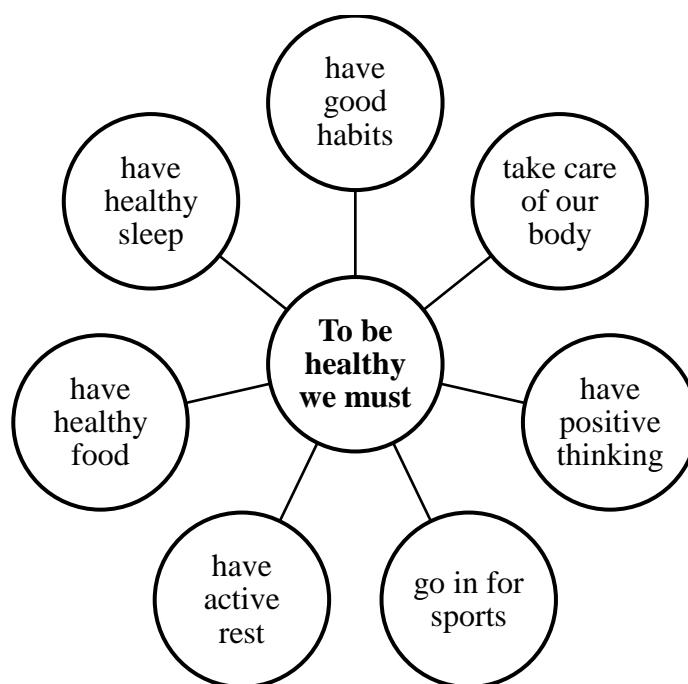 have
good
habits
take care
of our
body
have
positive
thinking
go in for
sports
have
active
rest
have
healthy
food
have
healthy
sleep
To be
healthy
we must